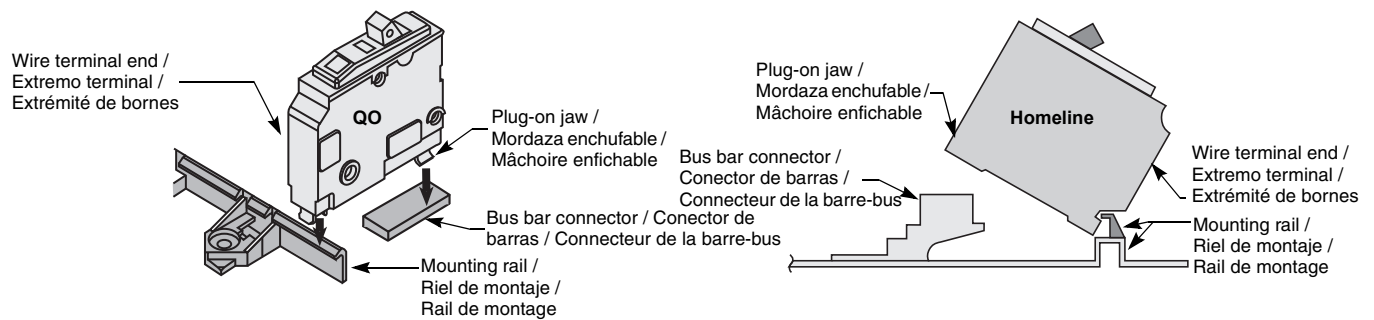 Wire terminal end /
Extremo terminal /
Extrémité de bornes
QO
Plug-on jaw /
Mordaza enchufable /
Mâchoire enfichable
Bus bar connector / Conector de
barras / Connecteur de la barre-bus
Mounting rail /
Riel de montaje /
Rail de montage
Plug-on jaw /
Mordaza enchufable /
Mâchoire enfichable
Homeline
Bus bar connector /
Conector de barras /
Connecteur de la barre-bus
Wire terminal end /
Extremo terminal /
Extrémité de bornes
Mounting rail /
Riel de montaje /
Rail de montage